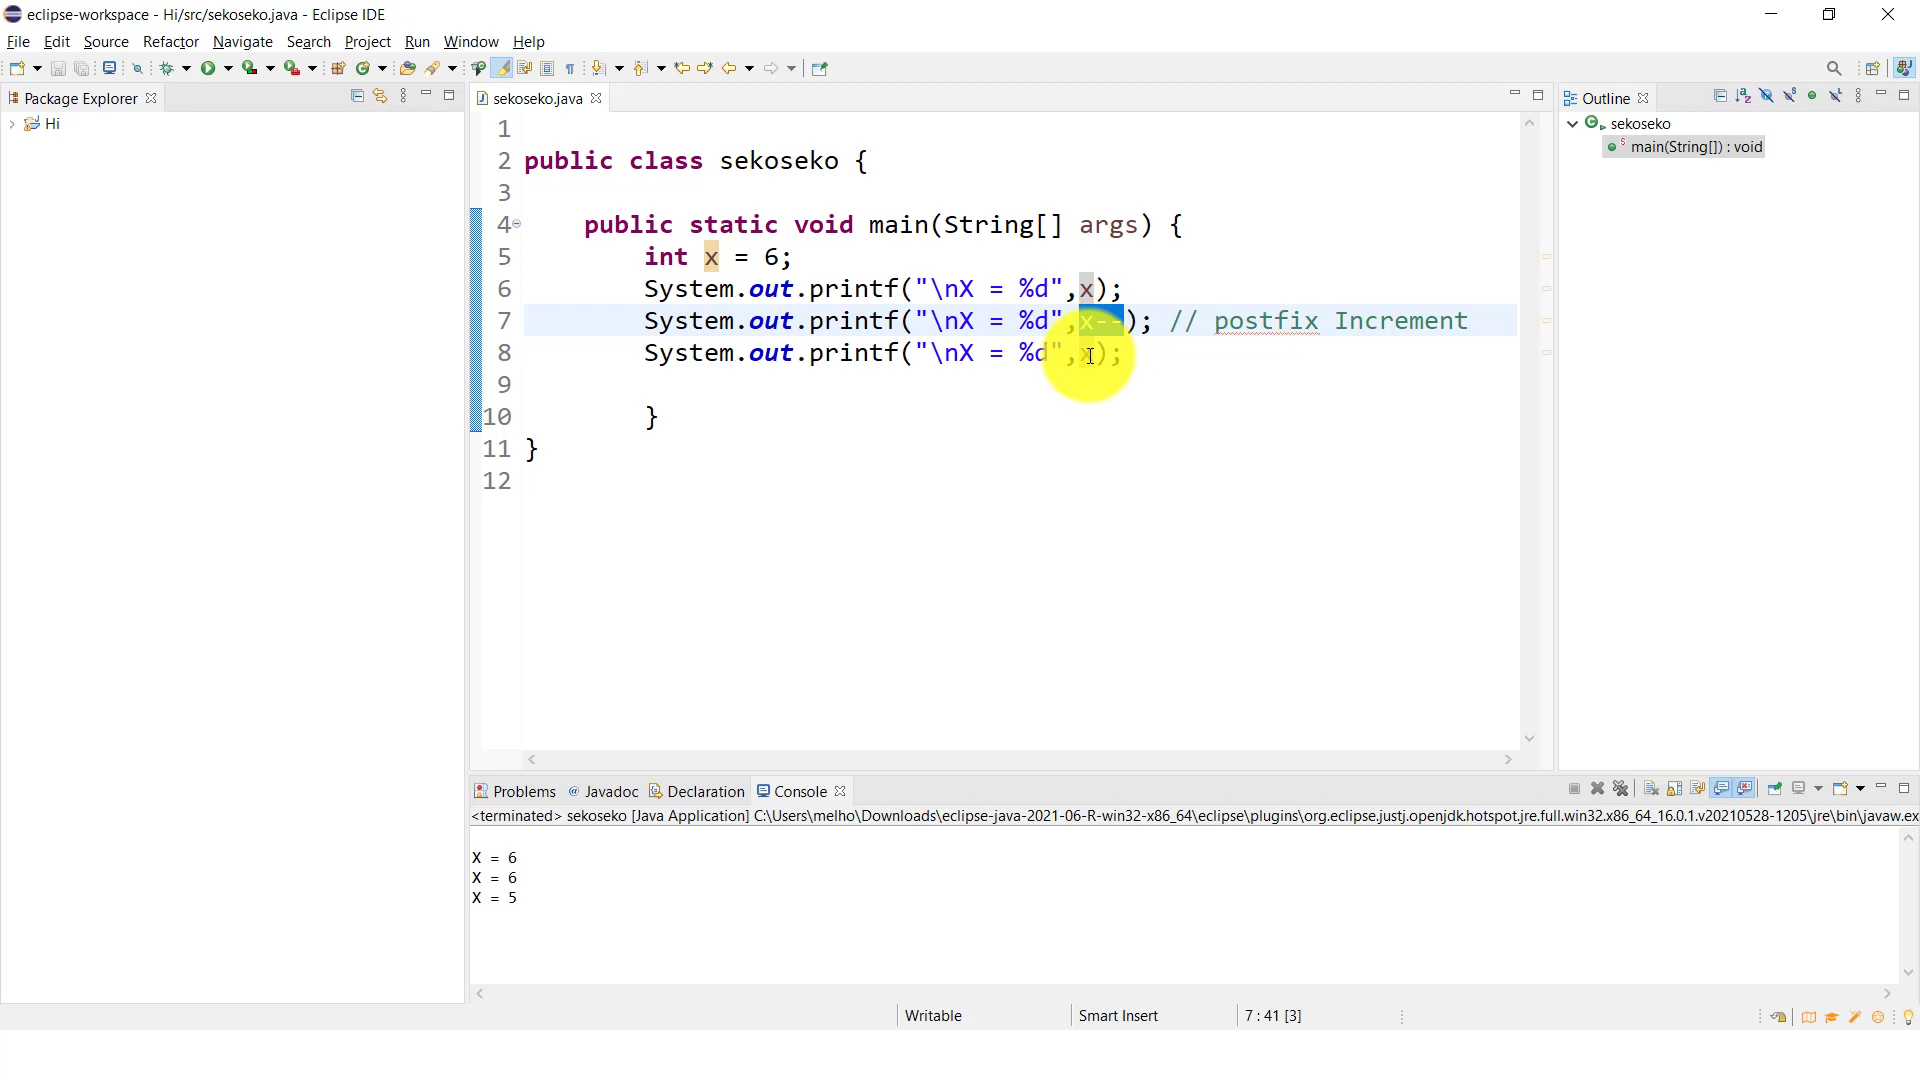 eclipse-workspace - Hi/src/sekoseko.java - Eclipse IDE
File Edit Source Refactor Navigate Search Project Run Window Help
Package Explorer
Hi
sekoseko.java
1
2 public class sekoseko {
3
4 public static void main(String[] args) {
5 int x = 6;
6 System.out.printf("\nX = %d",x);
7 System.out.printf("\nX = %d",x--); // postfix Increment
8 System.out.printf("\nX = %d",x);
9
10 }
11 }
12
Outline
sekoseko
main(String[]) : void
Problems @ Javadoc Declaration Console
<terminated> sekoseko [Java Application] C:\Users\melho\Downloads\eclipse-java-2021-06-R-win32-x86_64\eclipse\plugins\org.eclipse.justj.openjdk.hotspot.jre.full.win32.x86_64_16.0.1.v20210528-1205\jre\bin\javaw.ex
X = 6
X = 6
X = 5
Writable Smart Insert 7 : 41 [3]